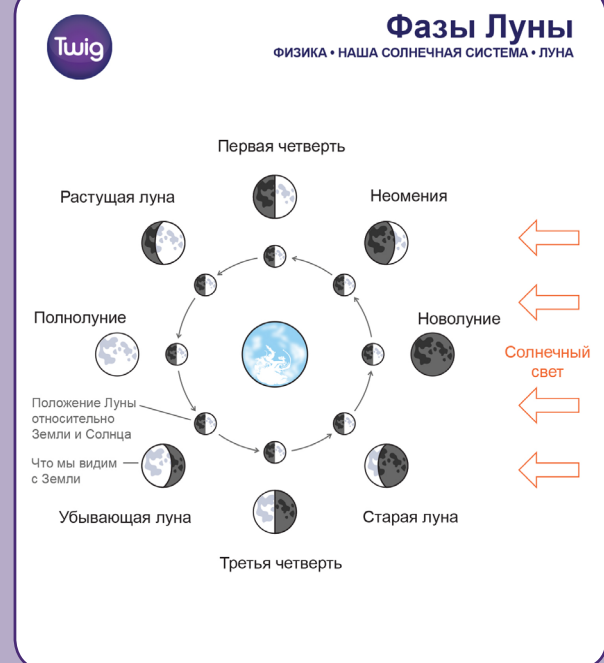 Twig
Фазы Луны
ФИЗИКА • НАША СОЛНЕЧНАЯ СИСТЕМА • ЛУНА
Первая четверть
Растущая луна
Неомения
Полнолуние
Новолуние
Солнечный
свет
Положение Луны
относительно
Земли и Солнца
Что мы видим
с Земли
Убывающая луна
Старая луна
Третья четверть